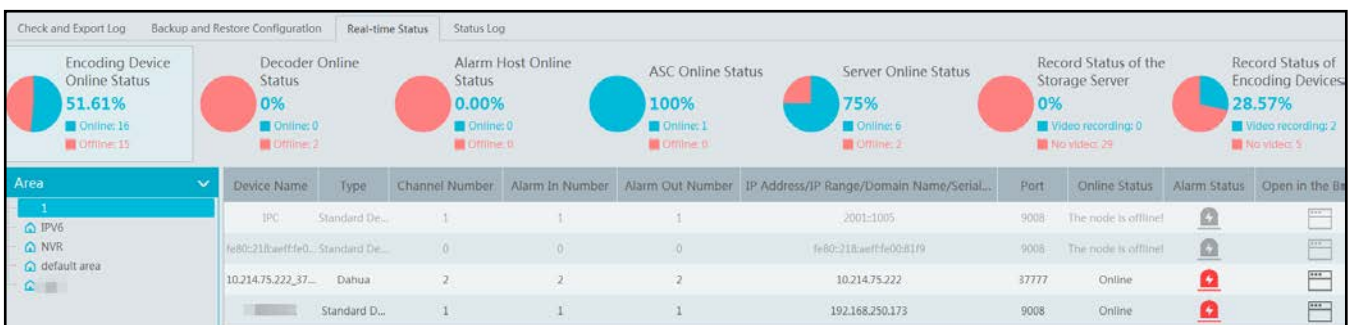 Check and Export Log Backup and Restore Configuration Real-time Status Status Log
Encoding Device
Online Status
51.61%
Online: 16
Offline: 15
Decoder Online
Status
0%
Online: 0
Offline: 2
Alarm Host Online
Status
0.00%
Online: 0
Offline: 0
ASC Online Status
100%
Online: 1
Offline: 0
Server Online Status
75%
Online: 6
Offline: 2
Record Status of the
Storage Server
0%
Video recording: 0
No video: 29
Record Status of
Encoding Devices
28.57%
Video recording: 2
No video: 5
Area
1
IPV6
NVR
default area
Device Name Type Channel Number Alarm In Number Alarm Out Number IP Address/IP Range/Domain Name/Serial... Port Online Status Alarm Status Open in the
IPC Standard De... 1 1 1 2001::1005 9008 The node is offline!
fe80::218:aeff:fe0... Standard De... 0 0 0 fe80::218:aeff:fe00:81f9 9008 The node is offline!
10.214.75.222_37... Dahua 2 2 2 10.214.75.222 37777 Online
Standard D... 1 1 1 192.168.250.173 9008 Online